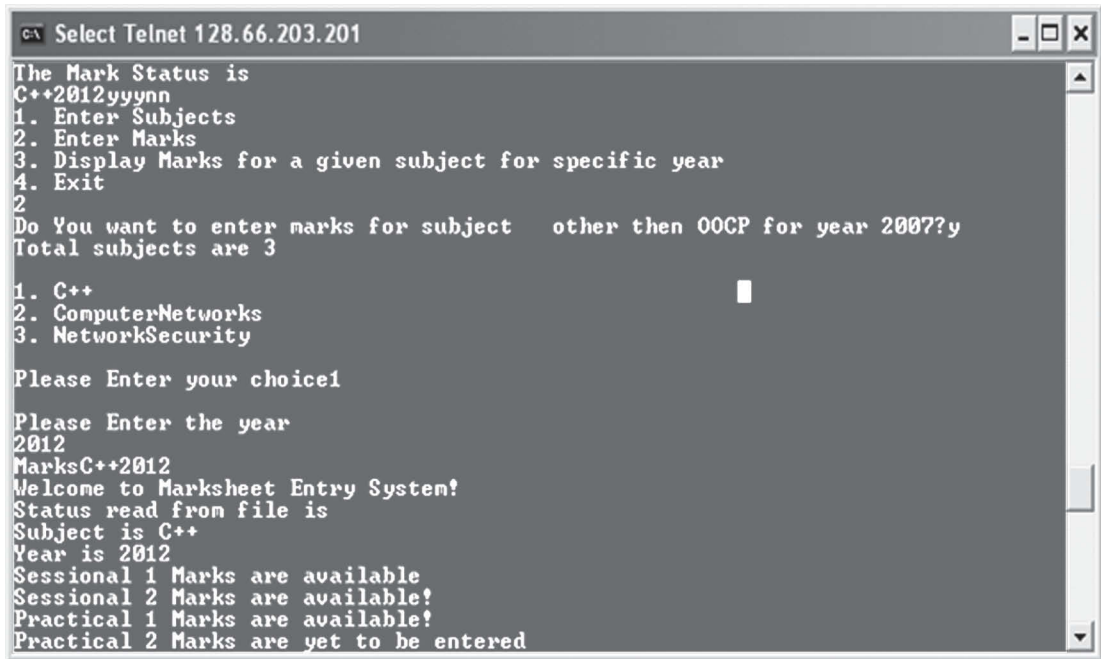 Select Telnet 128.66.203.201
The Mark Status is
C++2012yyynn
1. Enter Subjects
2. Enter Marks
3. Display Marks for a given subject for specific year
4. Exit
2
Do You want to enter marks for subject   other then OOCP for year 2007?y
Total subjects are 3
1. C++
2. ComputerNetworks
3. NetworkSecurity
Please Enter your choice1
Please Enter the year
2012
MarksC++2012
Welcome to Marksheet Entry System!
Status read from file is
Subject is C++
Year is 2012
Sessional 1 Marks are available
Sessional 2 Marks are available!
Practical 1 Marks are available!
Practical 2 Marks are yet to be entered